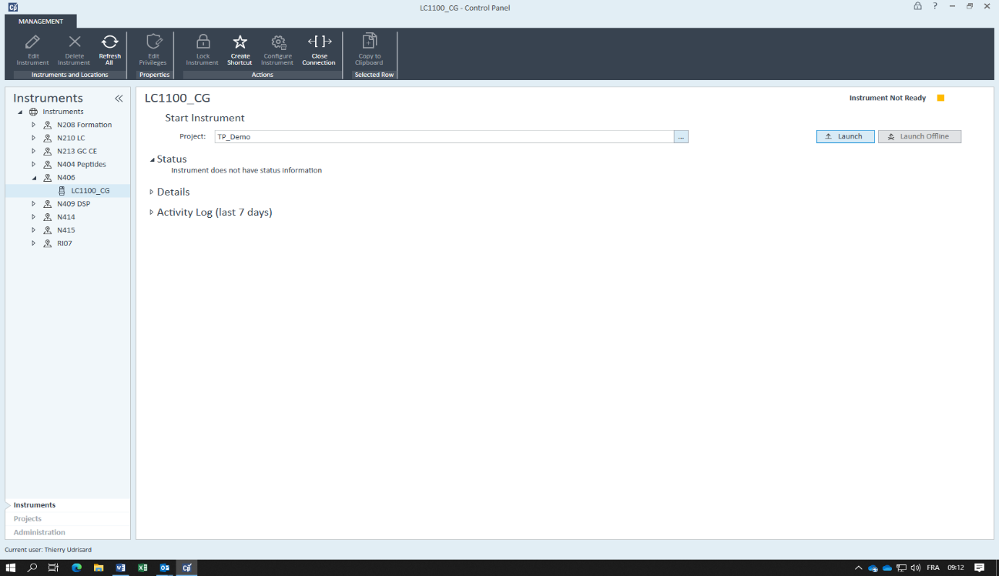 LC1100_CG - Control Panel
MANAGEMENT
Edit Instrument
Delete Instrument
Refresh All
Edit Privileges
Lock Instrument
Create Shortcut
Configure Instrument
Close Connection
Copy to Clipboard
Instruments and Locations
Properties
Actions
Selected Row
Instruments
Instruments
N208 Formation
N210 LC
N213 GC CE
N404 Peptides
N406
LC1100_CG
N409 DSP
N414
N415
RI07
Instruments
Projects
Administration
LC1100_CG
Instrument Not Ready
Start Instrument
Project: TP_Demo ...
Launch
Launch Offline
Status
Instrument does not have status information
Details
Activity Log (last 7 days)
Current user: Thierry Udrisard
FRA 09:12